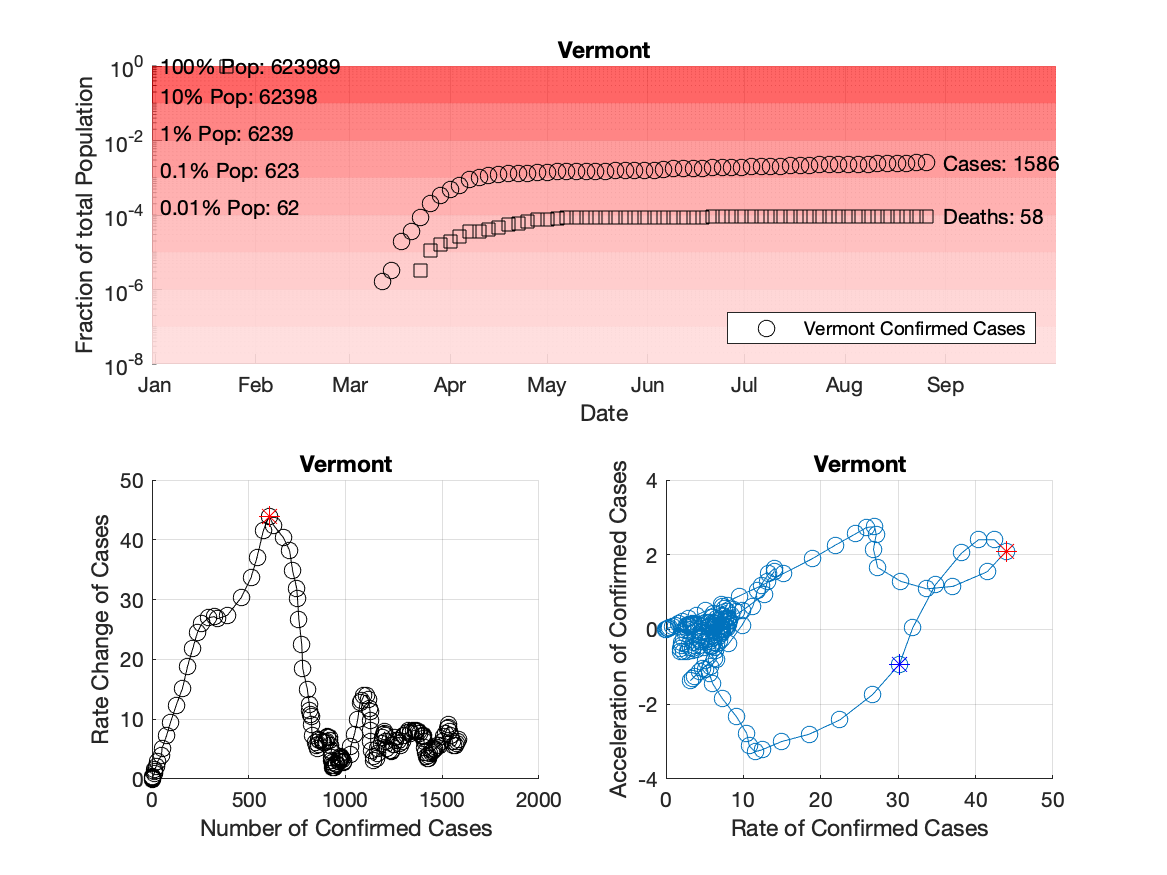 Vermont
10^0
10^-2
10^-4
10^-6
10^-8
Fraction of total Population
100% Pop: 623989
10% Pop: 62398
1% Pop: 6239
0.1% Pop: 623
0.01% Pop: 62
Cases: 1586
Deaths: 58
Vermont Confirmed Cases
Jan Feb Mar Apr May Jun Jul Aug Sep
Date
Vermont
50
40
30
20
10
0
Rate Change of Cases
0 500 1000 1500 2000
Number of Confirmed Cases
Vermont
4
2
0
-2
-4
Acceleration of Confirmed Cases
0 10 20 30 40 50
Rate of Confirmed Cases